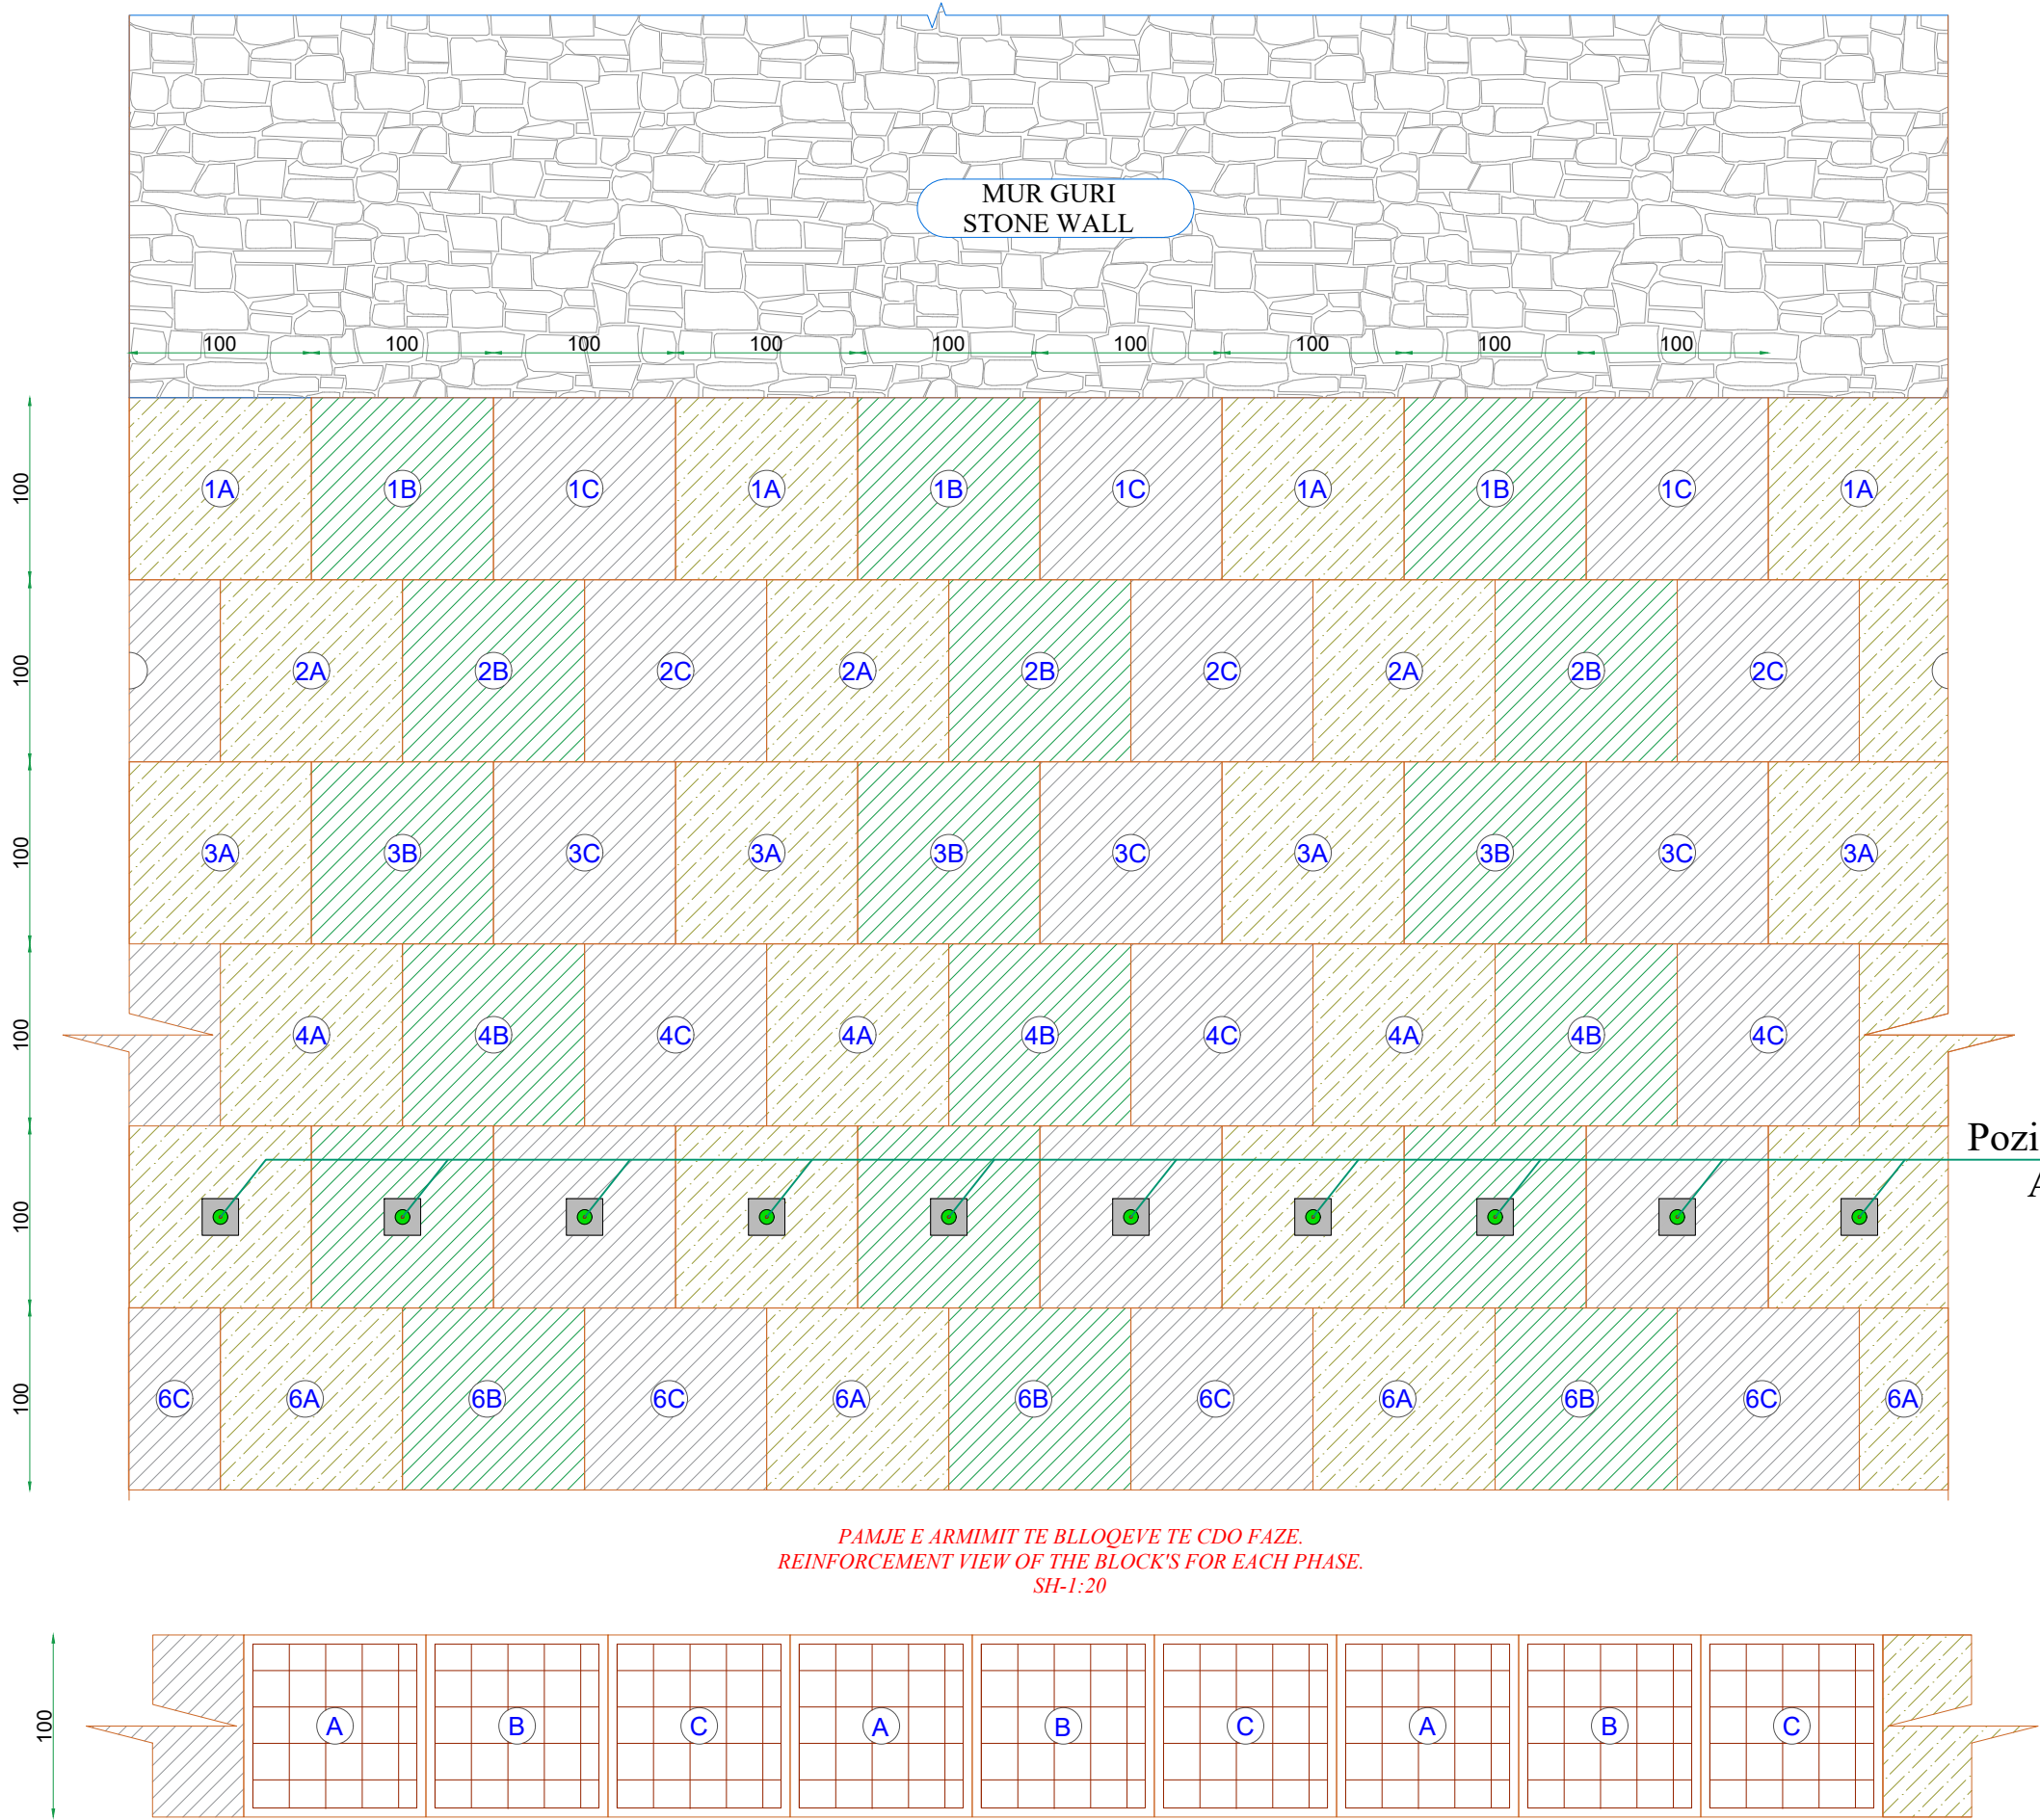 MUR GURI
STONE WALL
100 100 100 100 100 100 100 100 100
100
1A 1B 1C 1A 1B 1C 1A 1B 1C 1A
100
2A 2B 2C 2A 2B 2C 2A 2B 2C
100
3A 3B 3C 3A 3B 3C 3A 3B 3C 3A
100
4A 4B 4C 4A 4B 4C 4A 4B 4C
Pozi
A
100
100
6C 6A 6B 6C 6A 6B 6C 6A 6B 6C 6A
PAMJE E ARMIMIT TE BLLOQEVE TE CDO FAZE.
REINFORCEMENT VIEW OF THE BLOCK'S FOR EACH PHASE.
SH-1:20
100
A B C A B C A B C